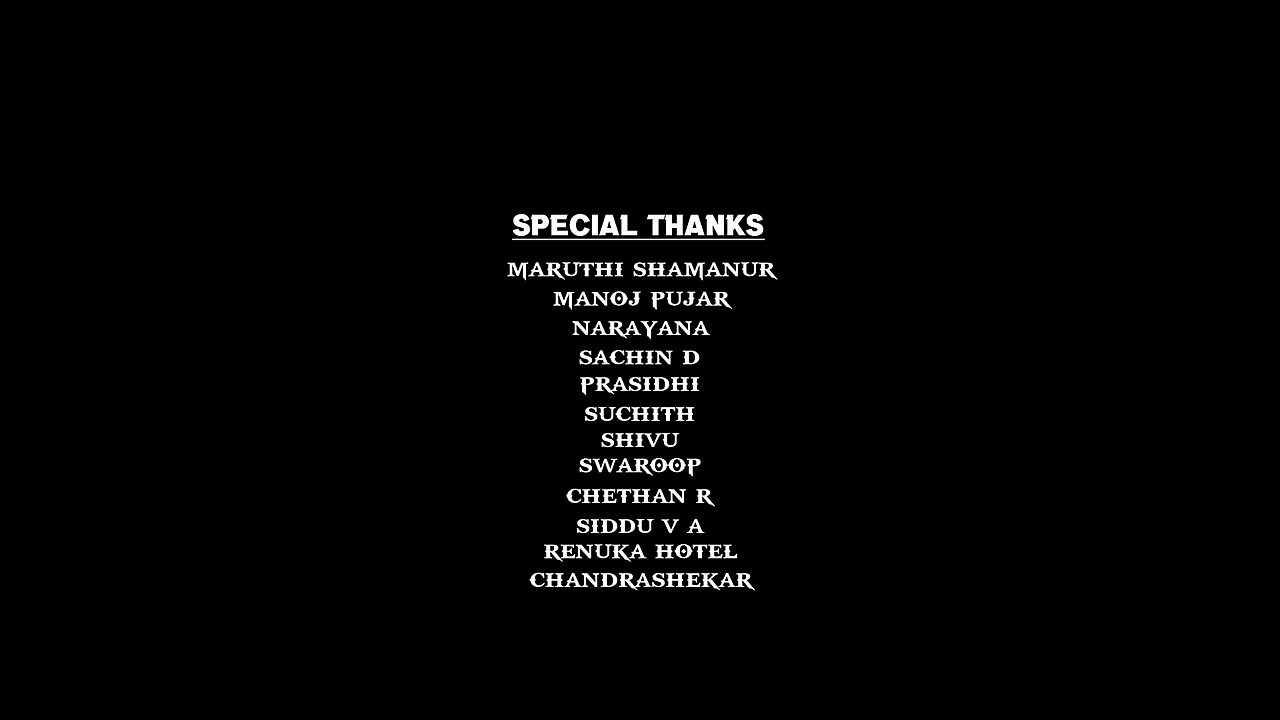 SPECIAL THANKS
MARUTHI SHAMANUR
MANOJ PUJAR
NARAYANA
SACHIN D
PRASIDHI
SUCHITH
SHIVU
SWAROOP
CHETHAN R
SIDDU V A
RENUKA HOTEL
CHANDRASHEKAR